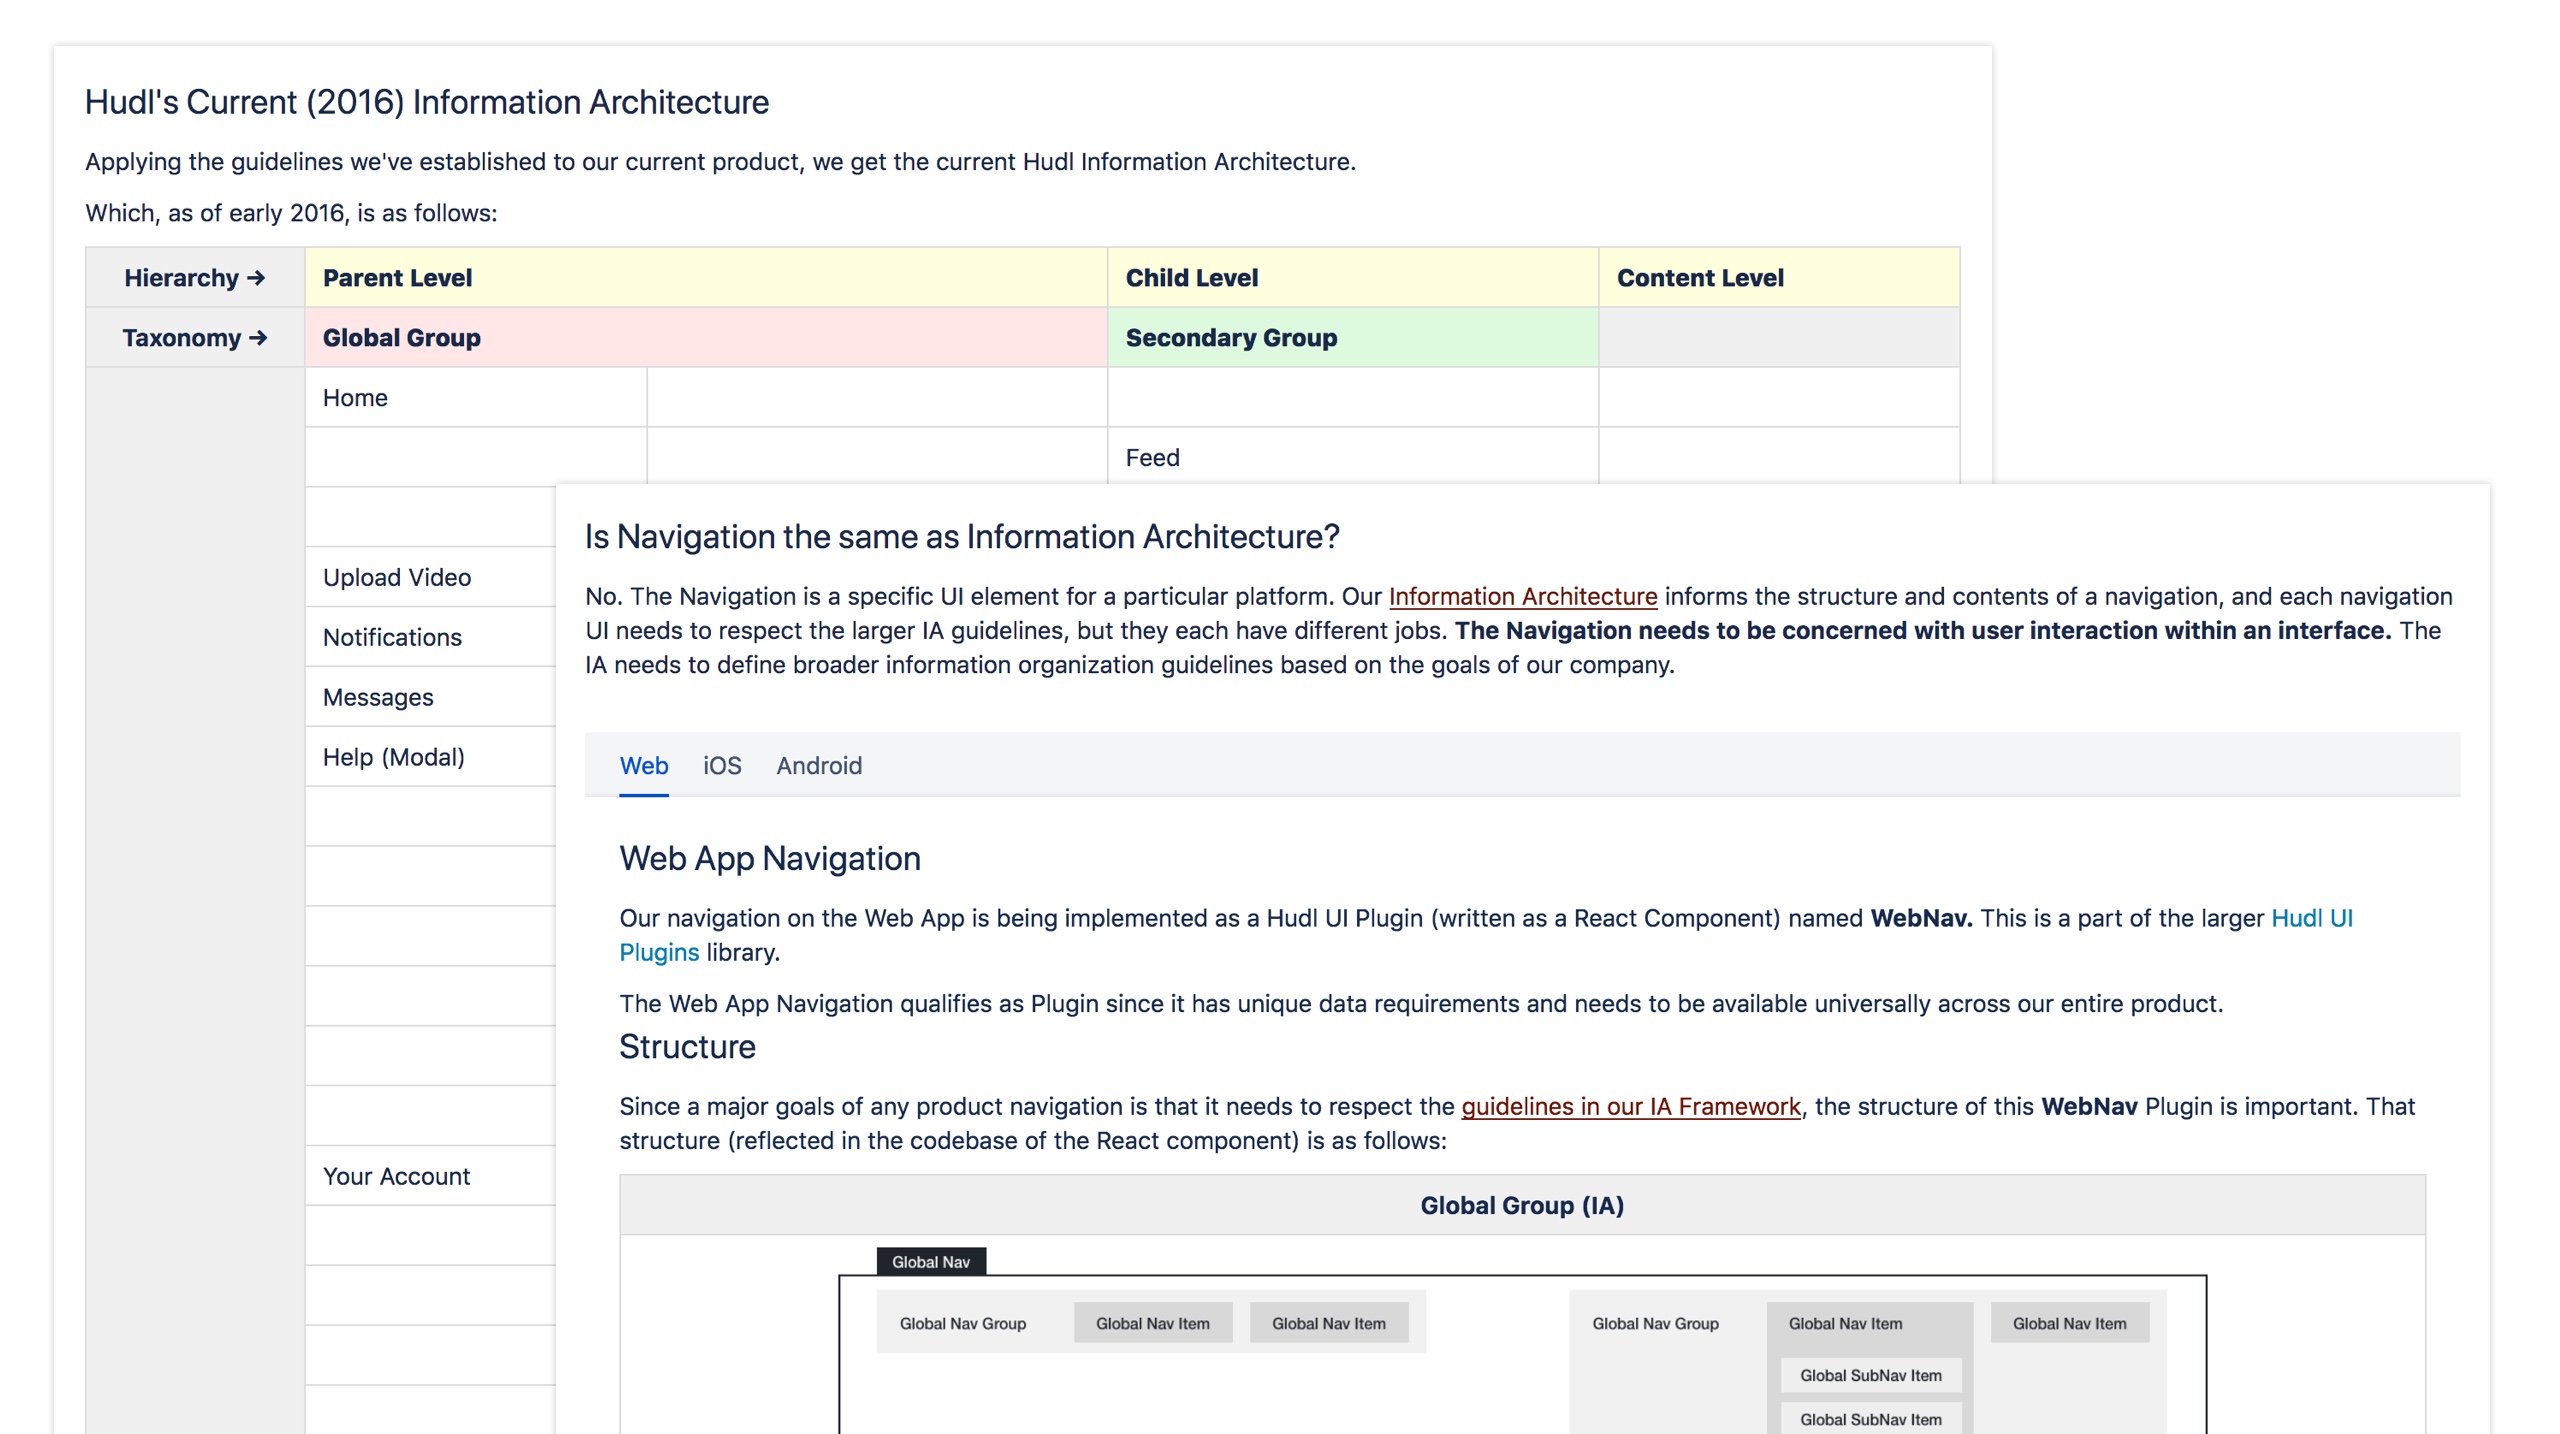 Hudl's Current (2016) Information Architecture
Applying the guidelines we've established to our current product, we get the current Hudl Information Architecture.
Which, as of early 2016, is as follows:
Hierarchy → Parent Level Child Level Content Level
Taxonomy → Global Group Secondary Group
Home
Feed
Upload Video
Notifications
Messages
Help (Modal)
Your Account
Is Navigation the same as Information Architecture?
No. The Navigation is a specific UI element for a particular platform. Our Information Architecture informs the structure and contents of a navigation, and each navigation
UI needs to respect the larger IA guidelines, but they each have different jobs. The Navigation needs to be concerned with user interaction within an interface. The
IA needs to define broader information organization guidelines based on the goals of our company.
Web iOS Android
Web App Navigation
Our navigation on the Web App is being implemented as a Hudl UI Plugin (written as a React Component) named WebNav. This is a part of the larger Hudl UI
Plugins library.
The Web App Navigation qualifies as Plugin since it has unique data requirements and needs to be available universally across our entire product.
Structure
Since a major goals of any product navigation is that it needs to respect the guidelines in our IA Framework, the structure of this WebNav Plugin is important. That
structure (reflected in the codebase of the React component) is as follows:
Global Group (IA)
Global Nav
Global Nav Group Global Nav Item Global Nav Item Global Nav Group Global Nav Item Global Nav Item
Global SubNav Item
Global SubNav Item